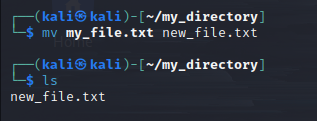 ┌──(kali㉿kali)-[~/my_directory]
└─$ mv my_file.txt new_file.txt
┌──(kali㉿kali)-[~/my_directory]
└─$ ls
new_file.txt